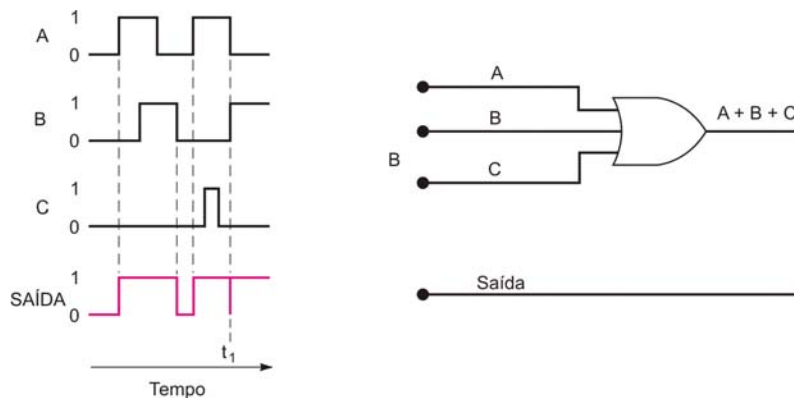 A 1
0
B 1
0
C 1
0
SAÍDA 1
0
t1
Tempo
A
B
B
C
A + B + C
Saída